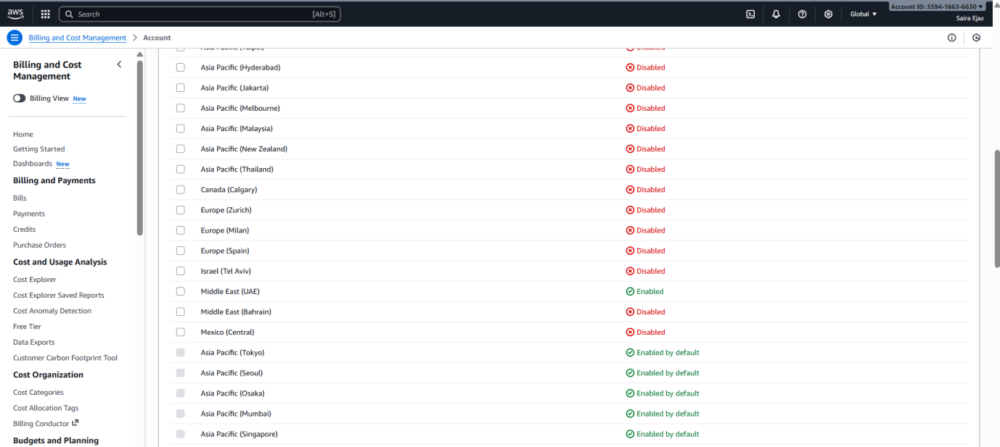 aws
Search
[Alt+S]
Global
Account ID: 3594-1663-6630
Saira Ejaz
Billing and Cost Management > Account
Billing and Cost
Management
Billing View New
Home
Getting Started
Dashboards New
Billing and Payments
Bills
Payments
Credits
Purchase Orders
Cost and Usage Analysis
Cost Explorer
Cost Explorer Saved Reports
Cost Anomaly Detection
Free Tier
Data Exports
Customer Carbon Footprint Tool
Cost Organization
Cost Categories
Cost Allocation Tags
Billing Conductor
Budgets and Planning
Asia Pacific (Taipei) Disabled
Asia Pacific (Hyderabad) Disabled
Asia Pacific (Jakarta) Disabled
Asia Pacific (Melbourne) Disabled
Asia Pacific (Malaysia) Disabled
Asia Pacific (New Zealand) Disabled
Asia Pacific (Thailand) Disabled
Canada (Calgary) Disabled
Europe (Zurich) Disabled
Europe (Milan) Disabled
Europe (Spain) Disabled
Israel (Tel Aviv) Disabled
Middle East (UAE) Enabled
Middle East (Bahrain) Disabled
Mexico (Central) Disabled
Asia Pacific (Tokyo) Enabled by default
Asia Pacific (Seoul) Enabled by default
Asia Pacific (Osaka) Enabled by default
Asia Pacific (Mumbai) Enabled by default
Asia Pacific (Singapore) Enabled by default